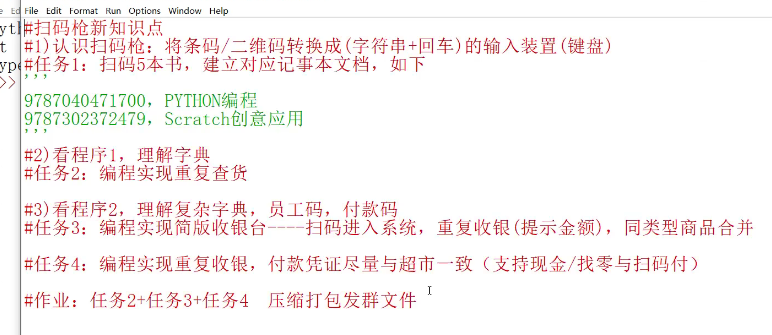 File Edit Format Run Options Window Help
#扫码枪新知识点
#1)认识扫码枪：将条码/二维码转换成(字符串+回车)的输入装置(键盘)
#任务1：扫码5本书，建立对应记事本文档，如下
'''
9787040471700，PYTHON编程
9787302372479，Scratch创意应用
'''
#2)看程序1，理解字典
#任务2：编程实现重复查货
#3)看程序2，理解复杂字典，员工码，付款码
#任务3：编程实现简版收银台----扫码进入系统，重复收银(提示金额)，同类型商品合并
#任务4：编程实现重复收银，付款凭证尽量与超市一致（支持现金/找零与扫码付）
#作业：任务2+任务3+任务4 压缩打包发群文件